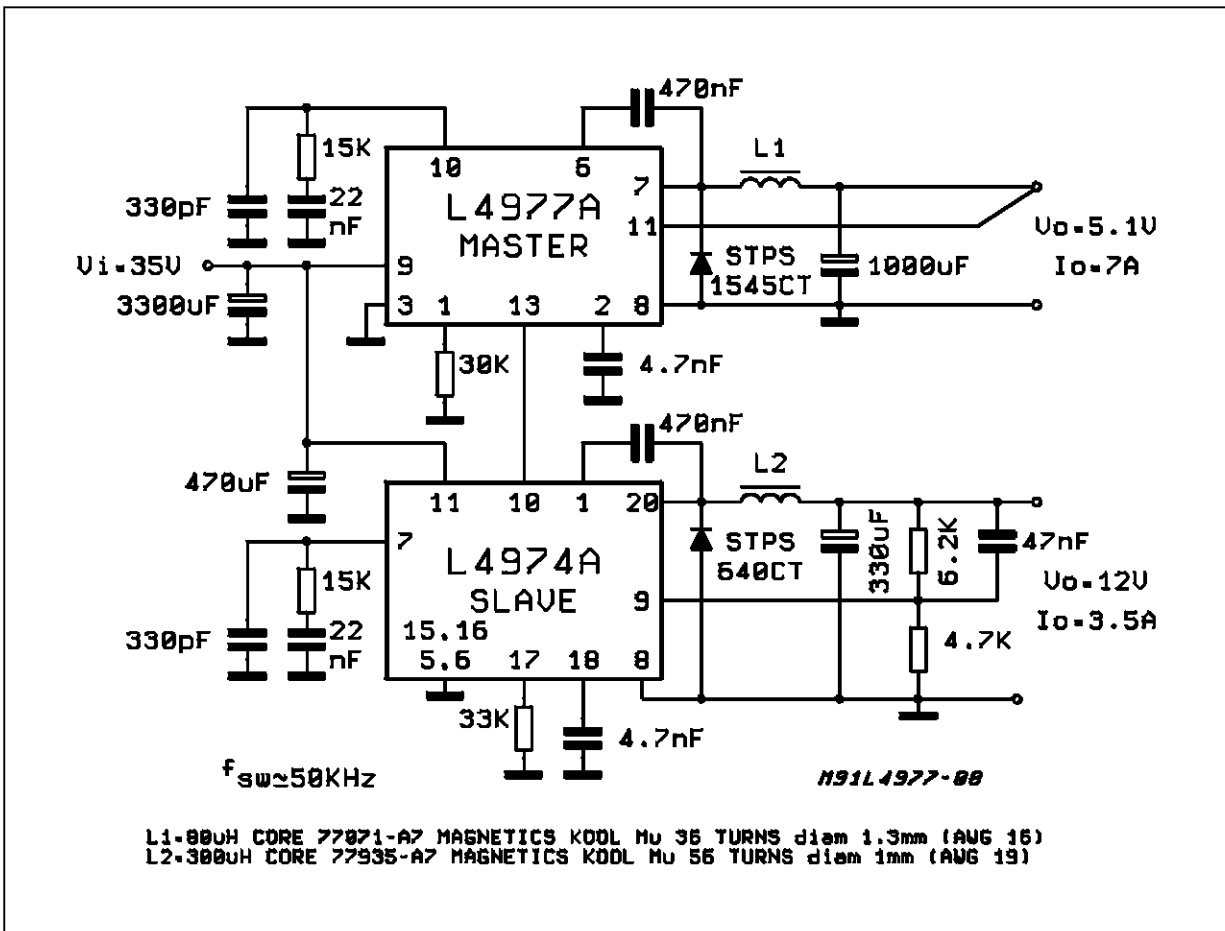 470nF
15K
10
6
L1
330pF
22
nF
L4977A
MASTER
7
11
Vi=35V
9
STPS
1545CT
1000uF
Vo=5.1V
Io=7A
3300uF
3
1
13
2
8
30K
4.7nF
470nF
L2
470uF
11
10
1
20
7
L4974A
SLAVE
STPS
640CT
330uF
6.2K
47nF
Vo=12V
Io=3.5A
15K
9
330pF
22
nF
15.16
5.6
17
18
8
4.7K
33K
4.7nF
fsw≃50KHz
M91L4977-08
L1=80uH CORE 77071-A7 MAGNETICS KOOL Mu 36 TURNS diam 1.3mm (AWG 16)
L2=300uH CORE 77935-A7 MAGNETICS KOOL Mu 56 TURNS diam 1mm (AWG 19)